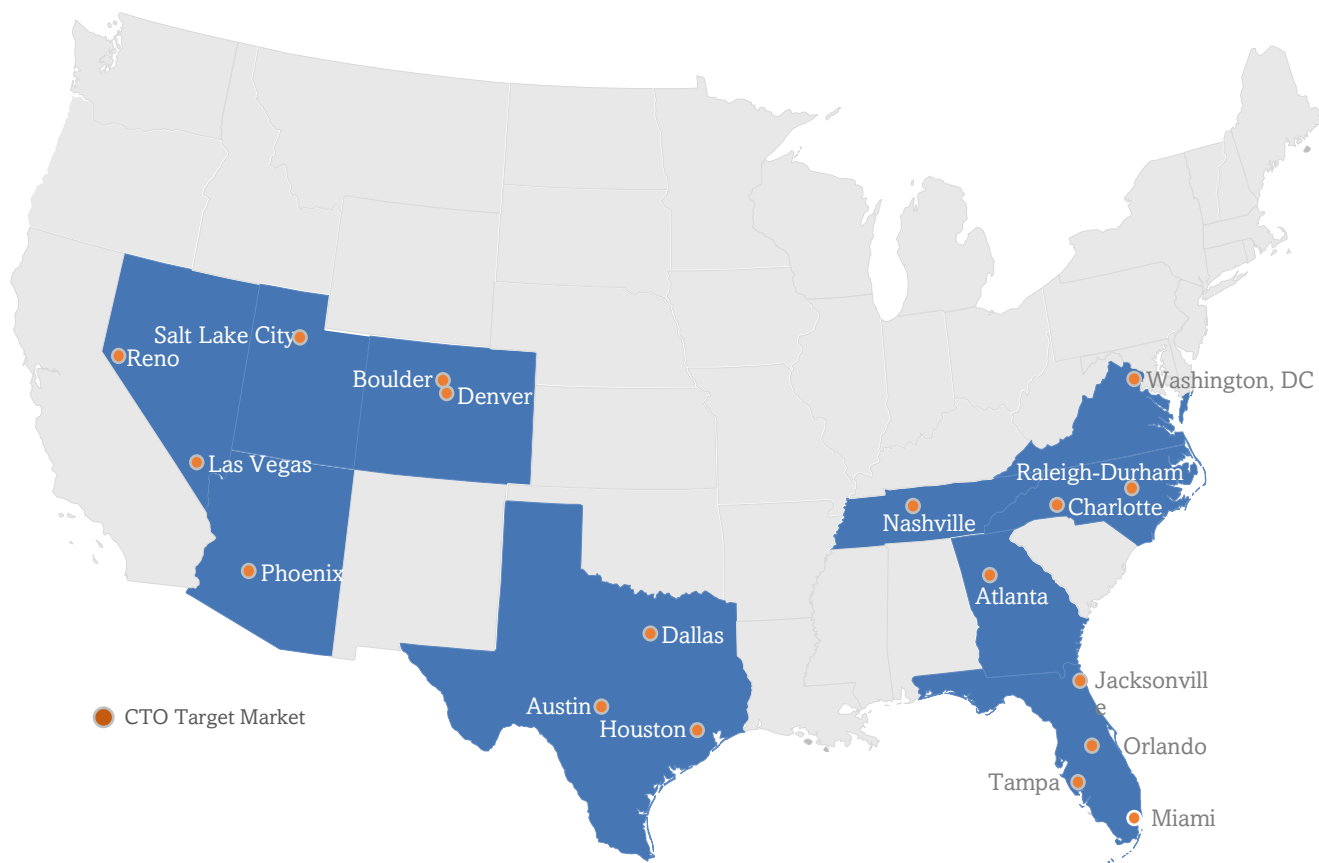 Salt Lake City
Reno
Boulder
Denver
Washington, DC
Las Vegas
Raleigh-Durham
Charlotte
Nashville
Phoenix
Atlanta
Dallas
Jacksonvill
e
Austin
CTO Target Market
Houston
Orlando
Tampa
Miami